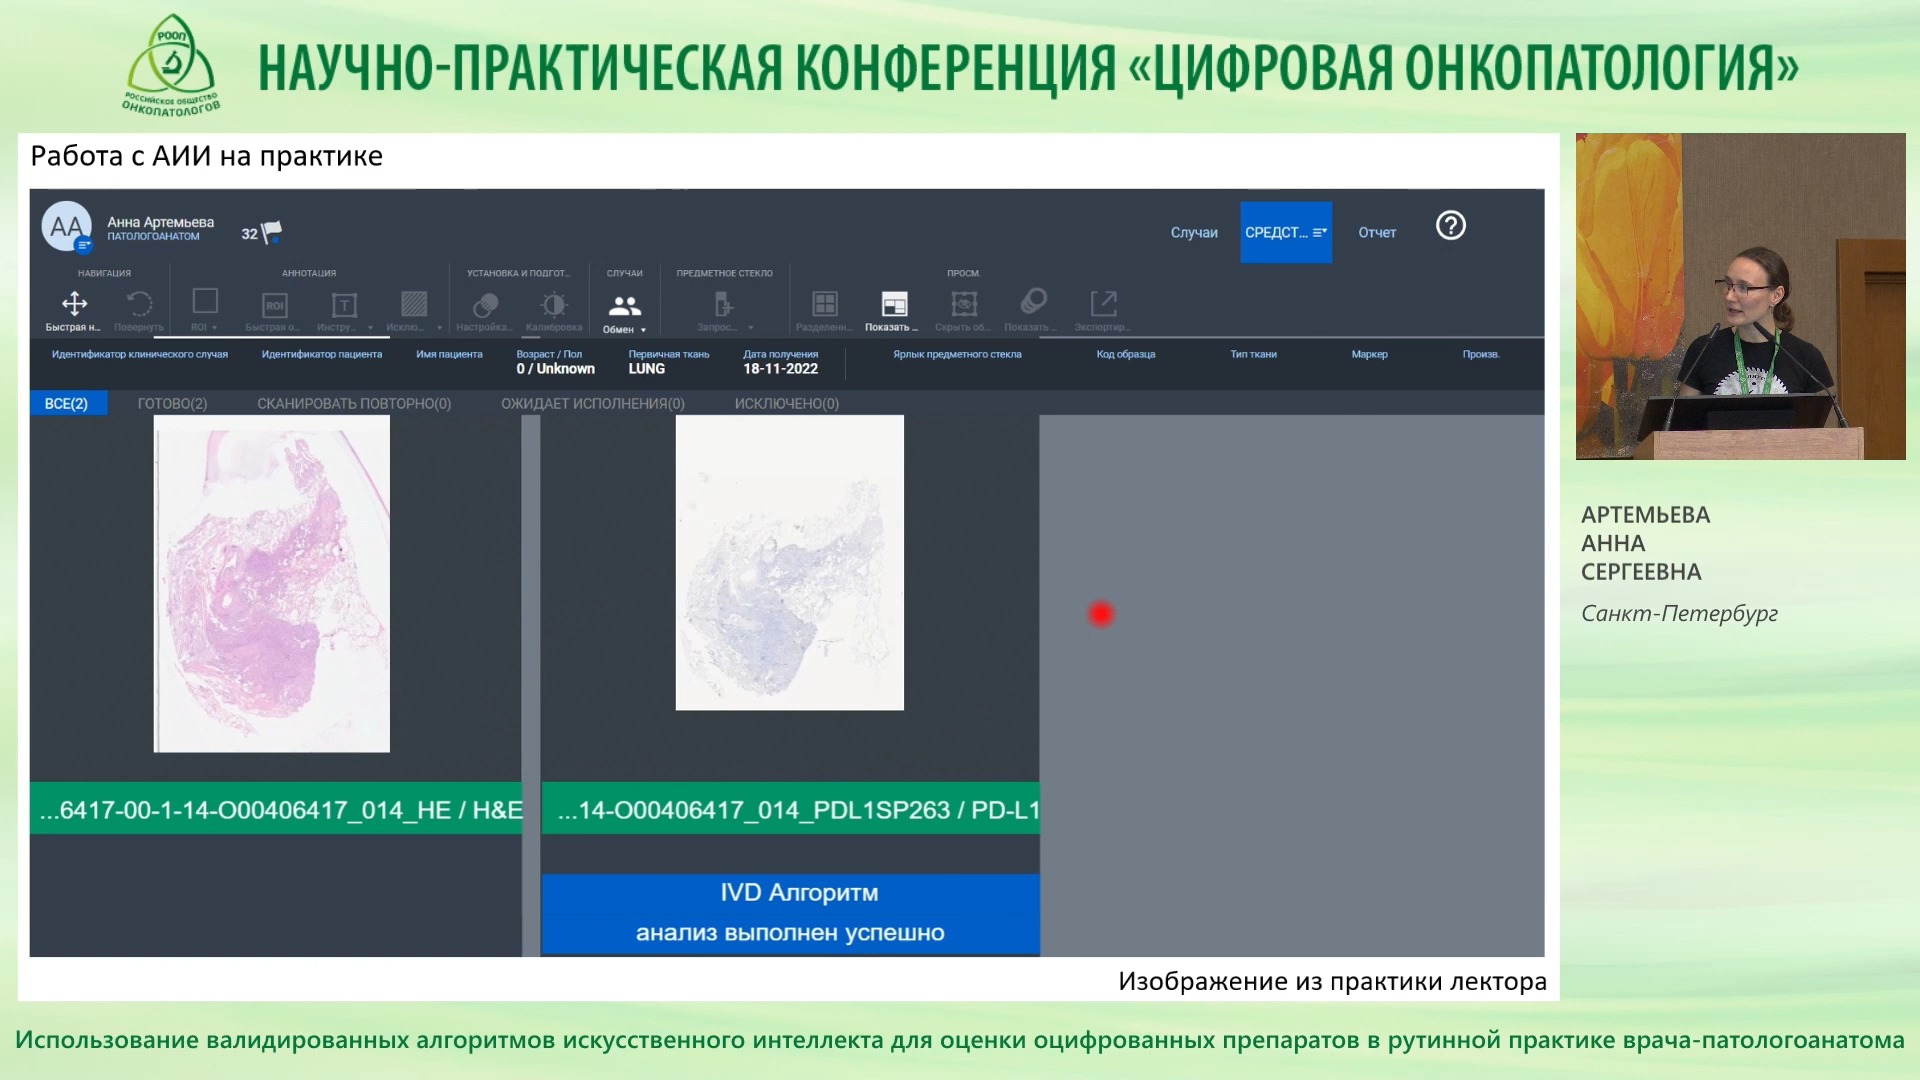 РООП
РОССИЙСКОЕ ОБЩЕСТВО
ОНКОПАТОЛОГОВ
НАУЧНО-ПРАКТИЧЕСКАЯ КОНФЕРЕНЦИЯ «ЦИФРОВАЯ ОНКОПАТОЛОГИЯ»
Работа с АИИ на практике
АА
Анна Артемьева
ПАТОЛОГОАНАТОМ
32
Случаи
СРЕДСТ...
Отчет
?
НАВИГАЦИЯ
АННОТАЦИЯ
УСТАНОВКА И ПОДГОТ...
СЛУЧАИ
ПРЕДМЕТНОЕ СТЕКЛО
ПРОСМ.
ROI
T
Быстрая н...
Повернуть
ROI
Быстрая о...
Инстру...
Исклю...
Настройка...
Калибровка
Обмен
Запрос...
Разделенн...
Показать ...
Скрыть об...
Показать ...
Экспортир...
Идентификатор клинического случая
Идентификатор пациента
Имя пациента
Возраст / Пол
0 / Unknown
Первичная ткань
LUNG
Дата получения
18-11-2022
Ярлык предметного стекла
Код образца
Тип ткани
Маркер
Произв.
ВСЕ(2)
ГОТОВО(2)
СКАНИРОВАТЬ ПОВТОРНО(0)
ОЖИДАЕТ ИСПОЛНЕНИЯ(0)
ИСКЛЮЧЕНО(0)
...6417-00-1-14-O00406417_014_HE / H&E
...14-O00406417_014_PDL1SP263 / PD-L1
IVD Алгоритм
анализ выполнен успешно
Изображение из практики лектора
АРТЕМЬЕВА
АННА
СЕРГЕЕВНА
Санкт-Петербург
Использование валидированных алгоритмов искусственного интеллекта для оценки оцифрованных препаратов в рутинной практике врача-патологоанатома